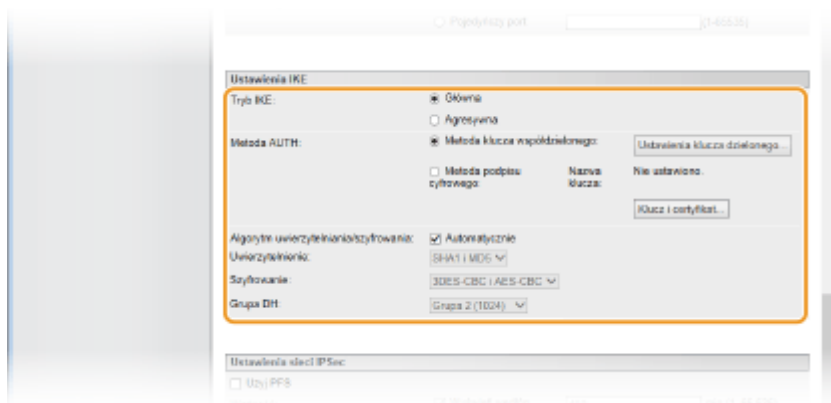 Pojedynczy port [1-65535]
Ustawienia IKE
Tryb IKE: Główna
Agresywna
Metoda AUTH: Metoda klucza współdzielonego: Ustawienia klucza dzielonego...
Metoda podpisu Nazwa Nie ustawiono.
cyfrowego: klucza:
Klucz i certyfikat...
Algorytm uwierzytelniania/szyfrowania: Automatycznie
Uwierzytelnienie: SHA1 i MD5
Szyfrowanie: 3DES-CBC i AES-CBC
Grupa DH: Grupa 2 (1024)
Ustawienia sieci IPSec
Użyj PFS